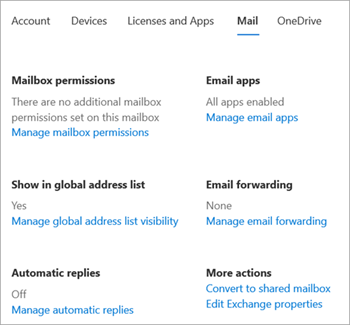 Account Devices Licenses and Apps Mail OneDrive
Mailbox permissions
There are no additional mailbox
permissions set on this mailbox
Manage mailbox permissions
Email apps
All apps enabled
Manage email apps
Show in global address list
Yes
Manage global address list visibility
Email forwarding
None
Manage email forwarding
Automatic replies
Off
Manage automatic replies
More actions
Convert to shared mailbox
Edit Exchange properties